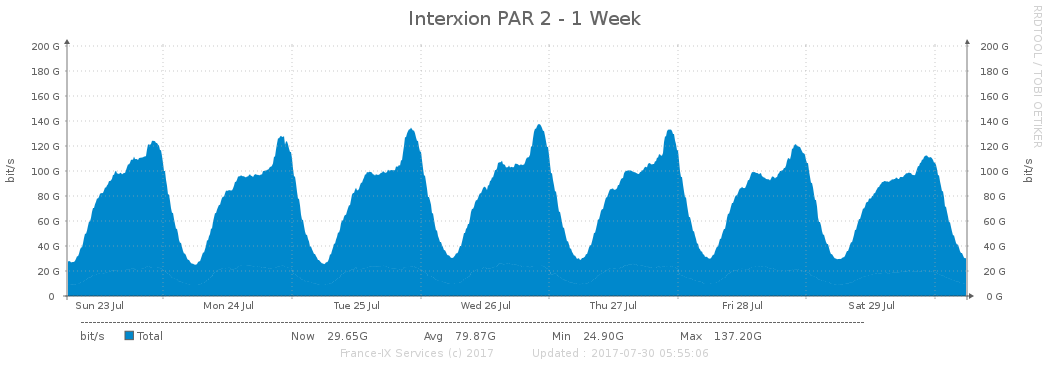 Interxion PAR 2 - 1 Week
RRDTOOL / TOBI OETIKER
200 G 200 G
180 G 180 G
160 G 160 G
140 G 140 G
120 G 120 G
100 G 100 G
80 G 80 G
60 G 60 G
40 G 40 G
20 G 20 G
0 0 G
bit/s bit/s
Sun 23 Jul Mon 24 Jul Tue 25 Jul Wed 26 Jul Thu 27 Jul Fri 28 Jul Sat 29 Jul
bit/s Total Now 29.65G Avg 79.87G Min 24.90G Max 137.20G
France-IX Services (c) 2017 Updated : 2017-07-30 05:55:06